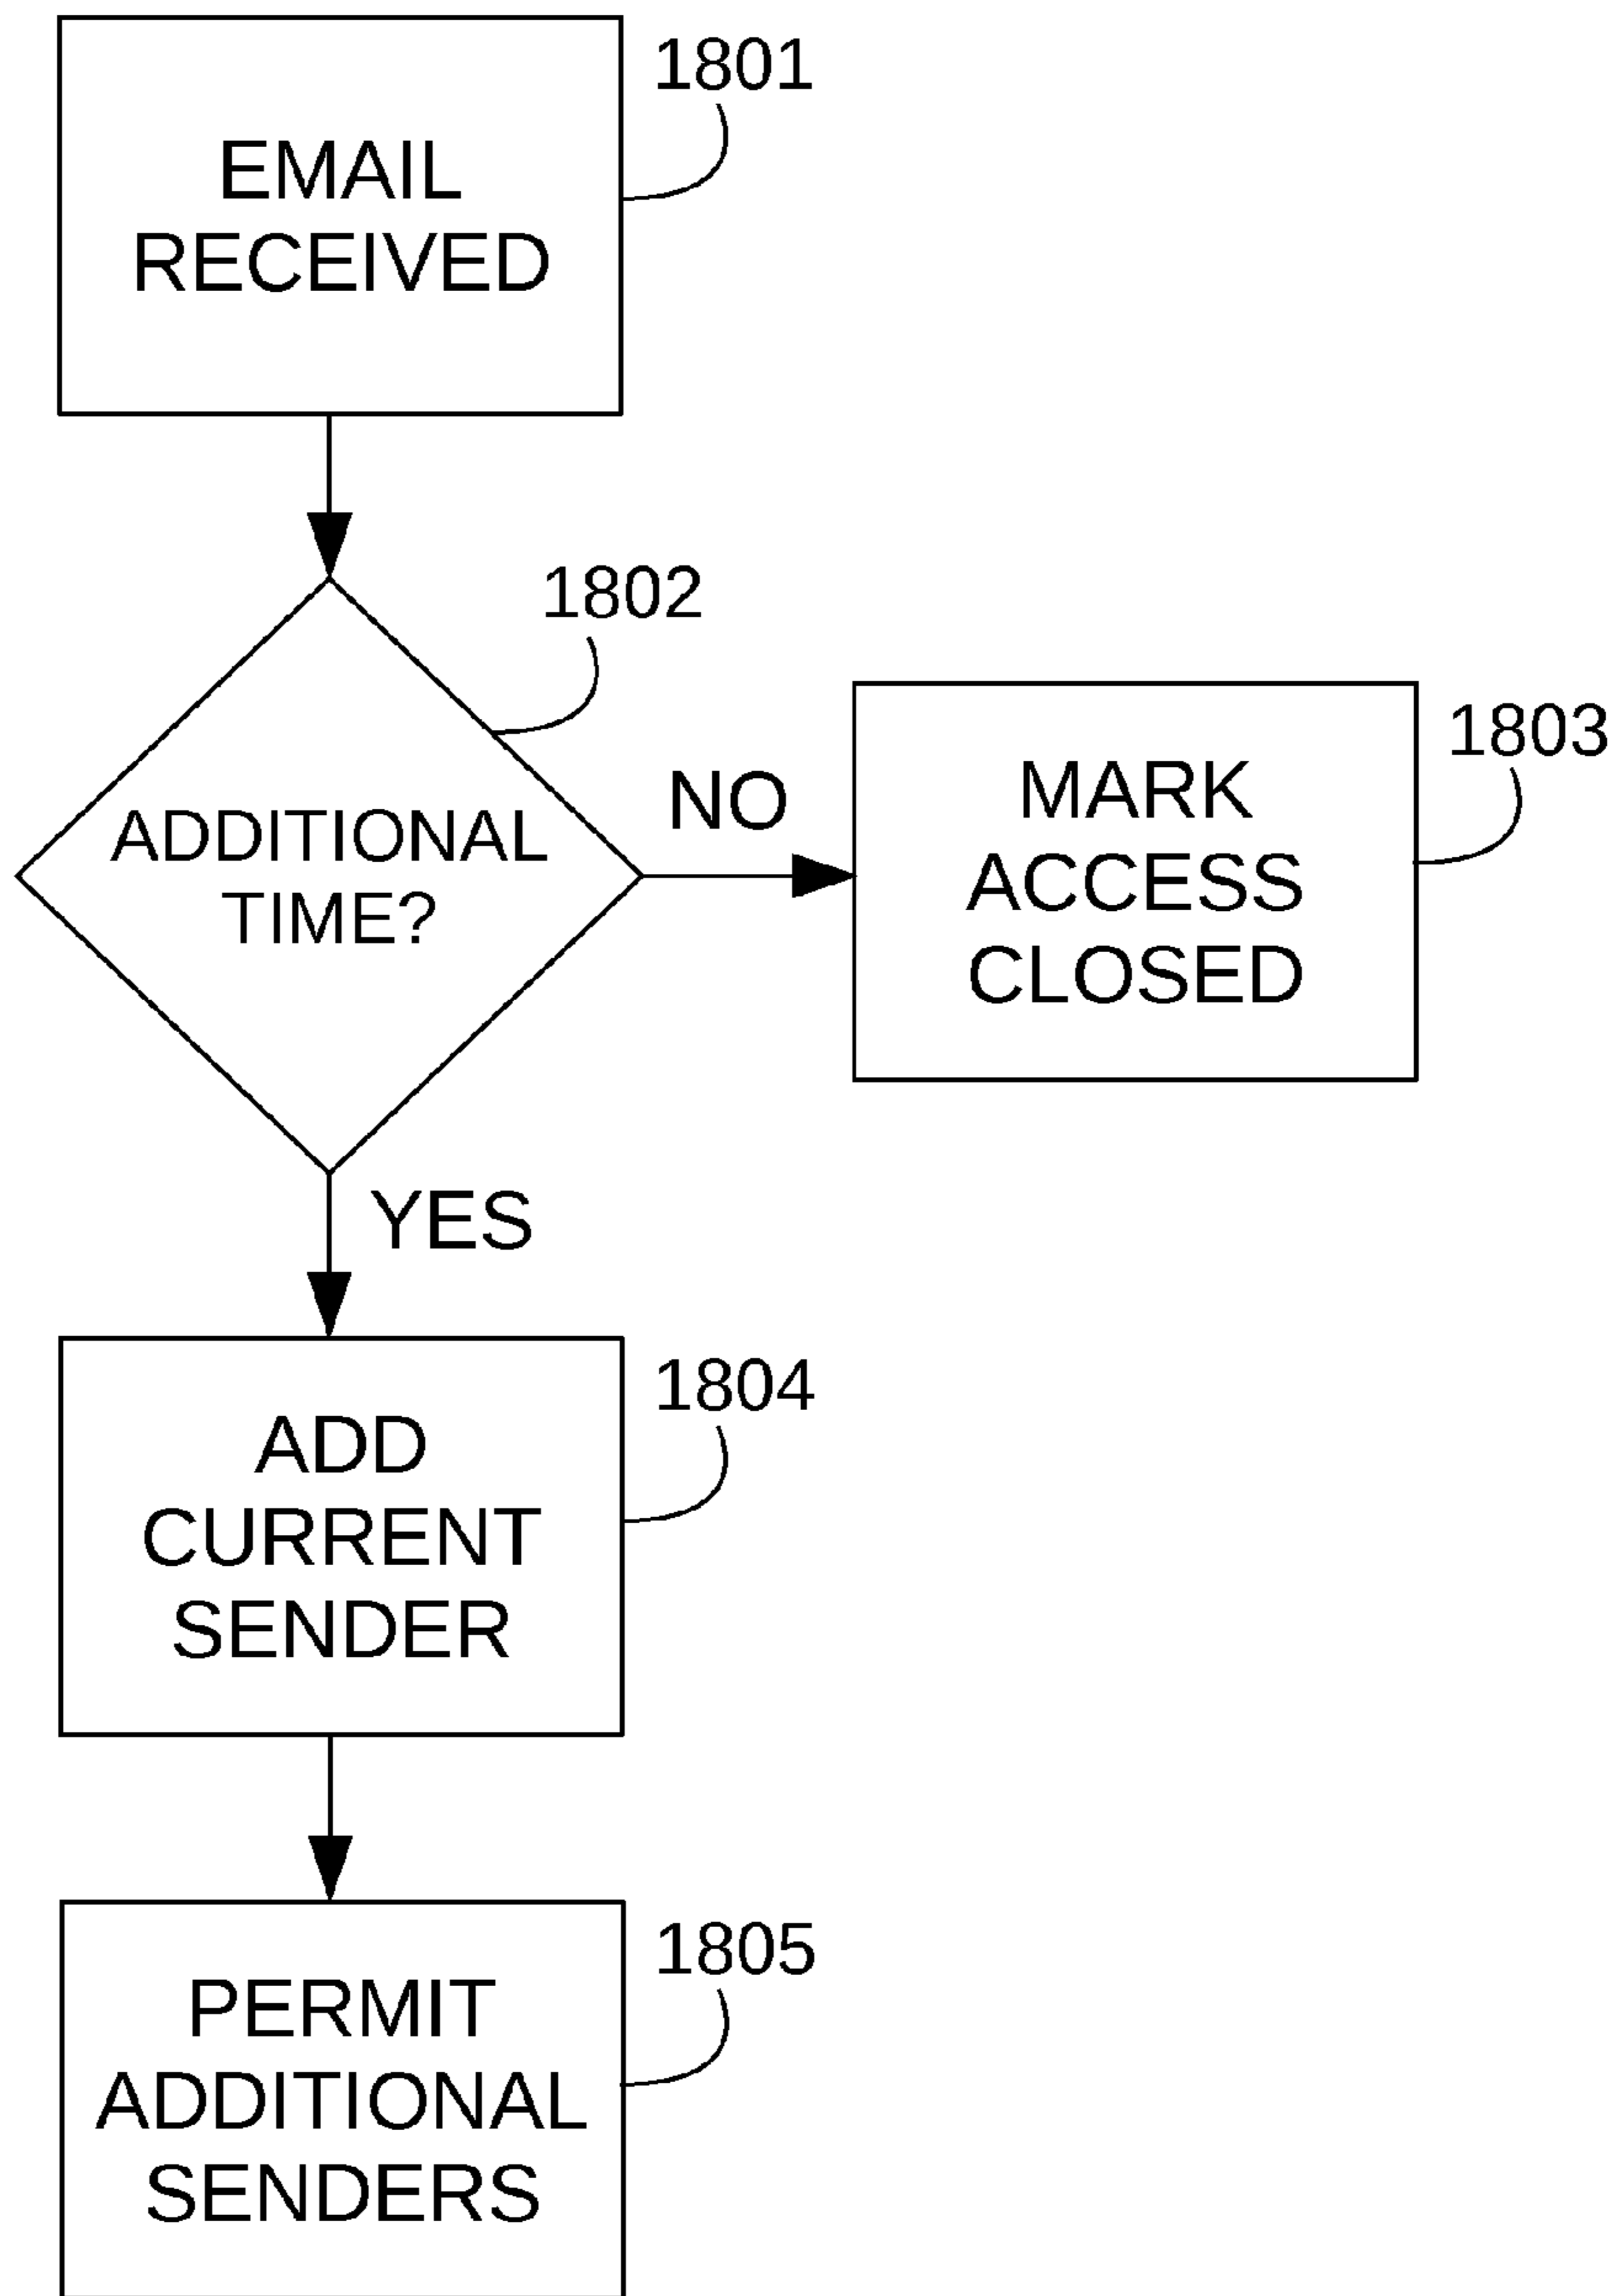 1801
EMAIL
RECEIVED
1802
ADDITIONAL
TIME?
NO
1803
MARK
ACCESS
CLOSED
YES
1804
ADD
CURRENT
SENDER
1805
PERMIT
ADDITIONAL
SENDERS